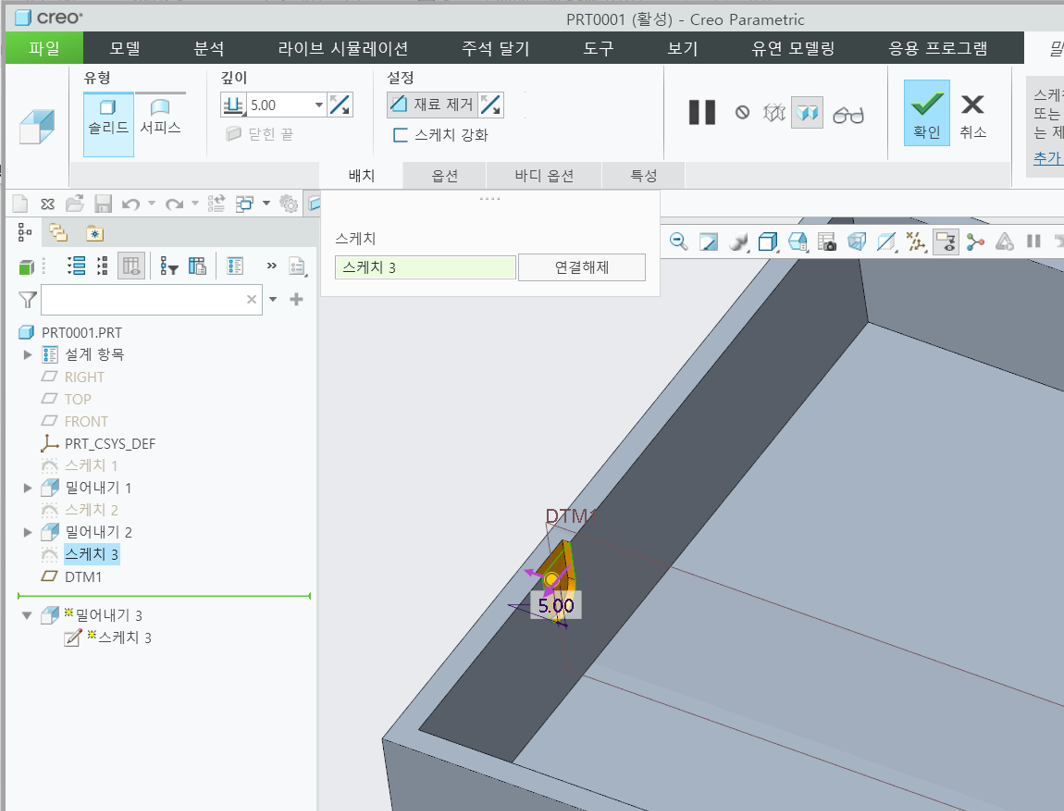 creo
PRT0001 (활성) - Creo Parametric
파일 모델 분석 라이브 시뮬레이션 주석 달기 도구 보기 유연 모델링 응용 프로그램
유형 깊이 설정
솔리드 서피스 5.00 재료 제거
닫힌 끝 스케치 강화
확인 취소
스케치
또는
는 제
추가
배치 옵션 바디 옵션 특성
스케치
스케치 3 연결해제
PRT0001.PRT
설계 항목
RIGHT
TOP
FRONT
PRT_CSYS_DEF
스케치 1
밀어내기 1
스케치 2
밀어내기 2
스케치 3
DTM1
밀어내기 3
스케치 3
DTM1
5.00